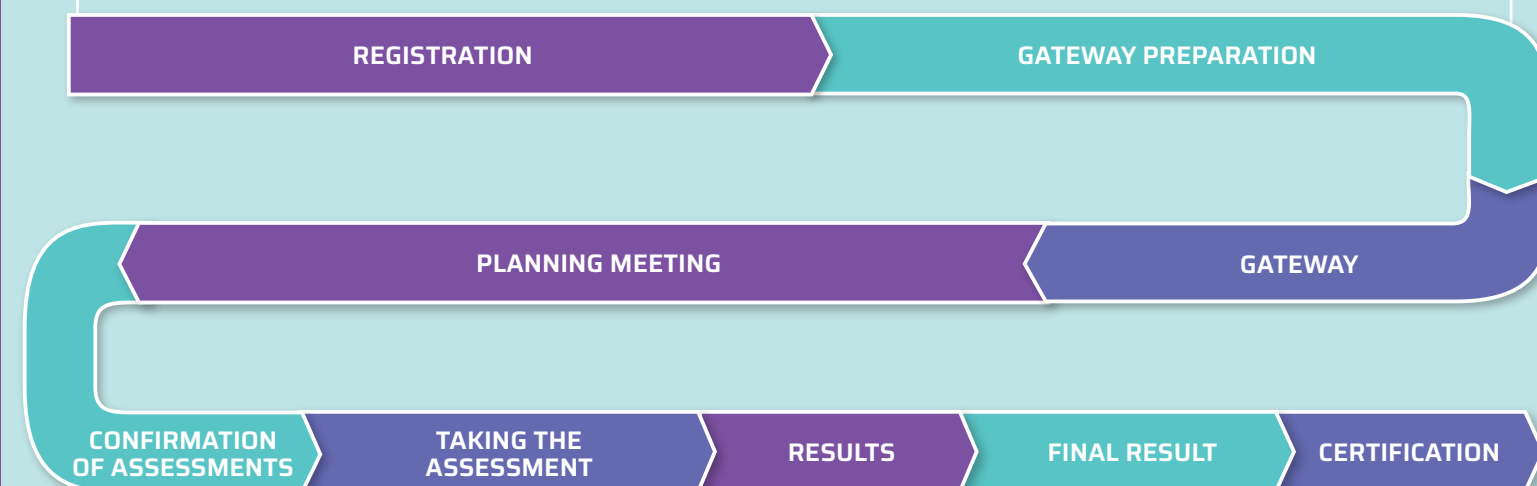 REGISTRATION
GATEWAY PREPARATION
GATEWAY
PLANNING MEETING
CONFIRMATION
OF ASSESSMENTS
TAKING THE
ASSESSMENT
RESULTS
FINAL RESULT
CERTIFICATION